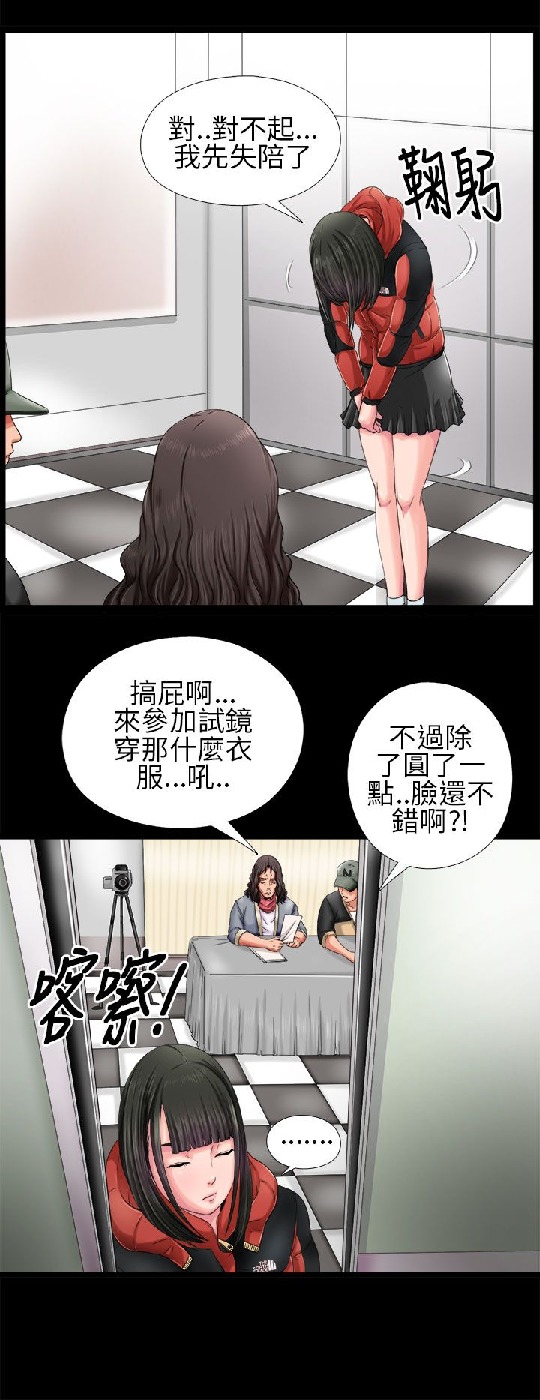 對..對不起...
我先失陪了
鞠躬
搞屁啊...
來參加試鏡
穿那什麼衣
服...吼..
不過除
了圓了一
點..臉還不
錯啊?!
喀嚓!
.......